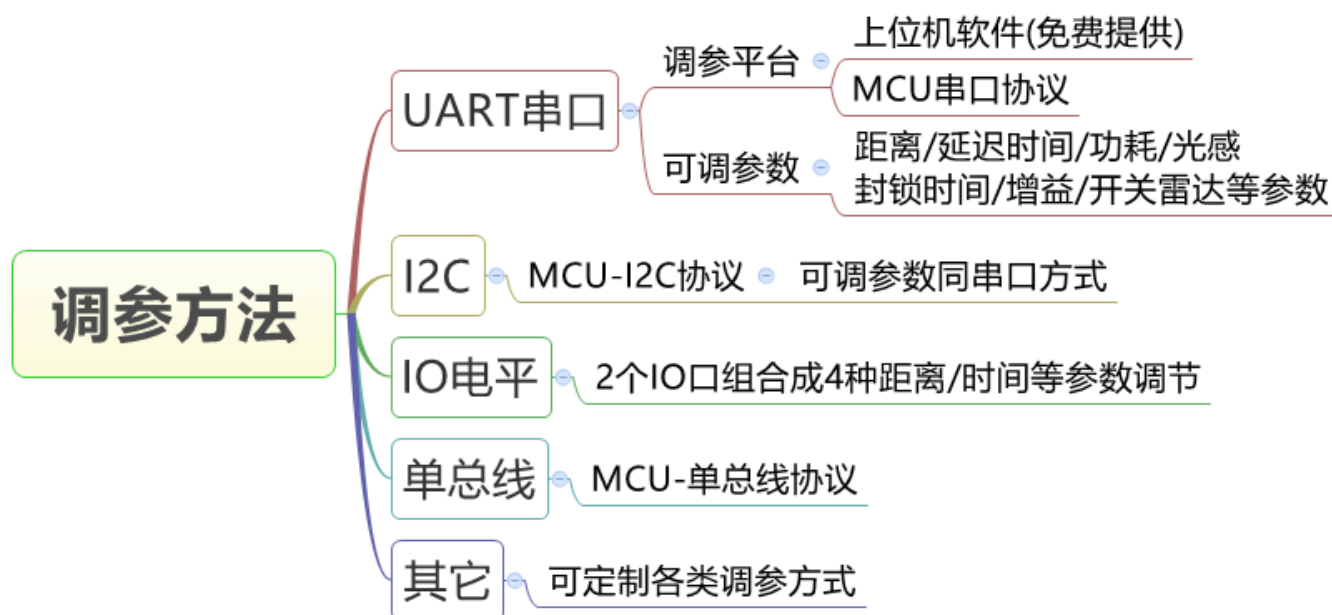 调参方法
UART串口
调参平台
上位机软件(免费提供)
MCU串口协议
可调参数
距离/延迟时间/功耗/光感
封锁时间/增益/开关雷达等参数
I2C
MCU-I2C协议
可调参数同串口方式
IO电平
2个IO口组合成4种距离/时间等参数调节
单总线
MCU-单总线协议
其它
可定制各类调参方式